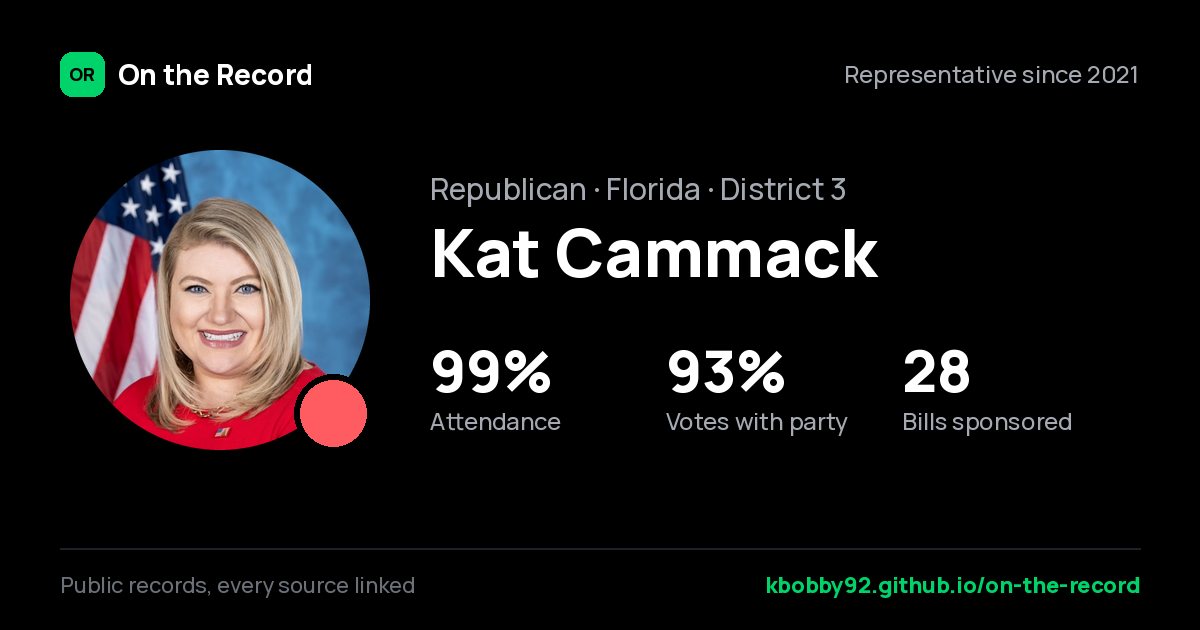 OR On the Record
Representative since 2021
Republican · Florida · District 3
Kat Cammack
99% 93% 28
Attendance Votes with party Bills sponsored
Public records, every source linked
kbobby92.github.io/on-the-record